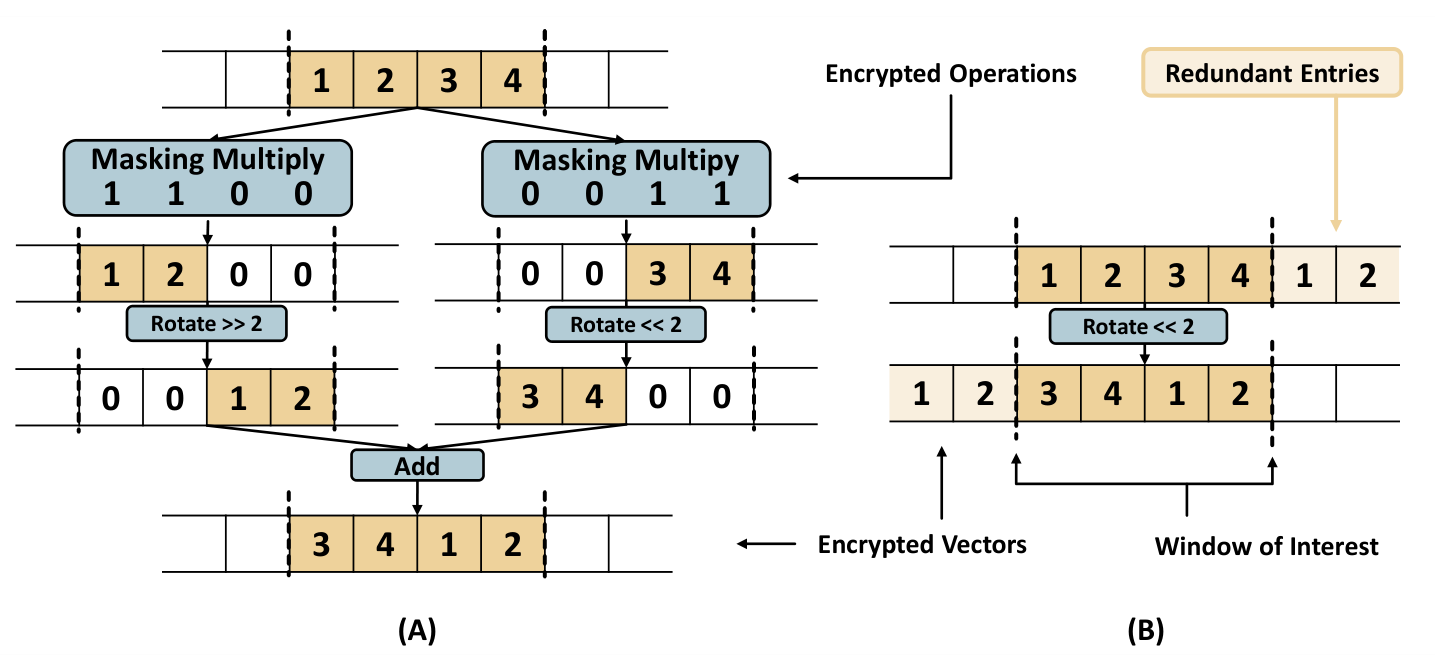 1 2 3 4
Encrypted Operations
Redundant Entries
Masking Multiply
1 1 0 0
Masking Multipy
0 0 1 1
1 2 0 0
0 0 3 4
1 2 3 4 1 2
Rotate >> 2
Rotate << 2
Rotate << 2
0 0 1 2
3 4 0 0
1 2 3 4 1 2
Add
3 4 1 2
Encrypted Vectors
Window of Interest
(A)
(B)